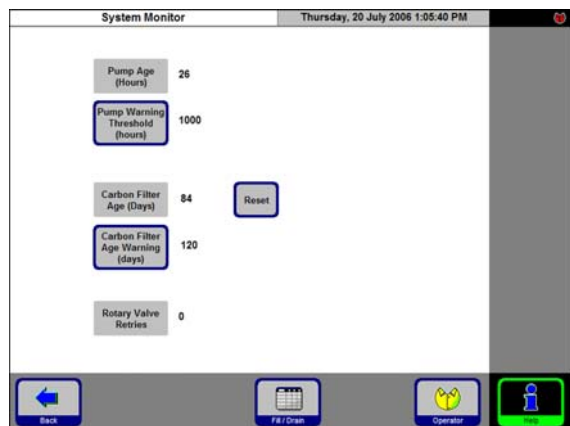 System Monitor
Thursday, 20 July 2006 1:05:40 PM
Pump Age
(Hours)
26
Pump Warning
Threshold
(hours)
1000
Carbon Filter
Age (Days)
84
Reset
Carbon Filter
Age Warning
(days)
120
Rotary Valve
Retries
0
Back
Fill / Drain
Operator
Help